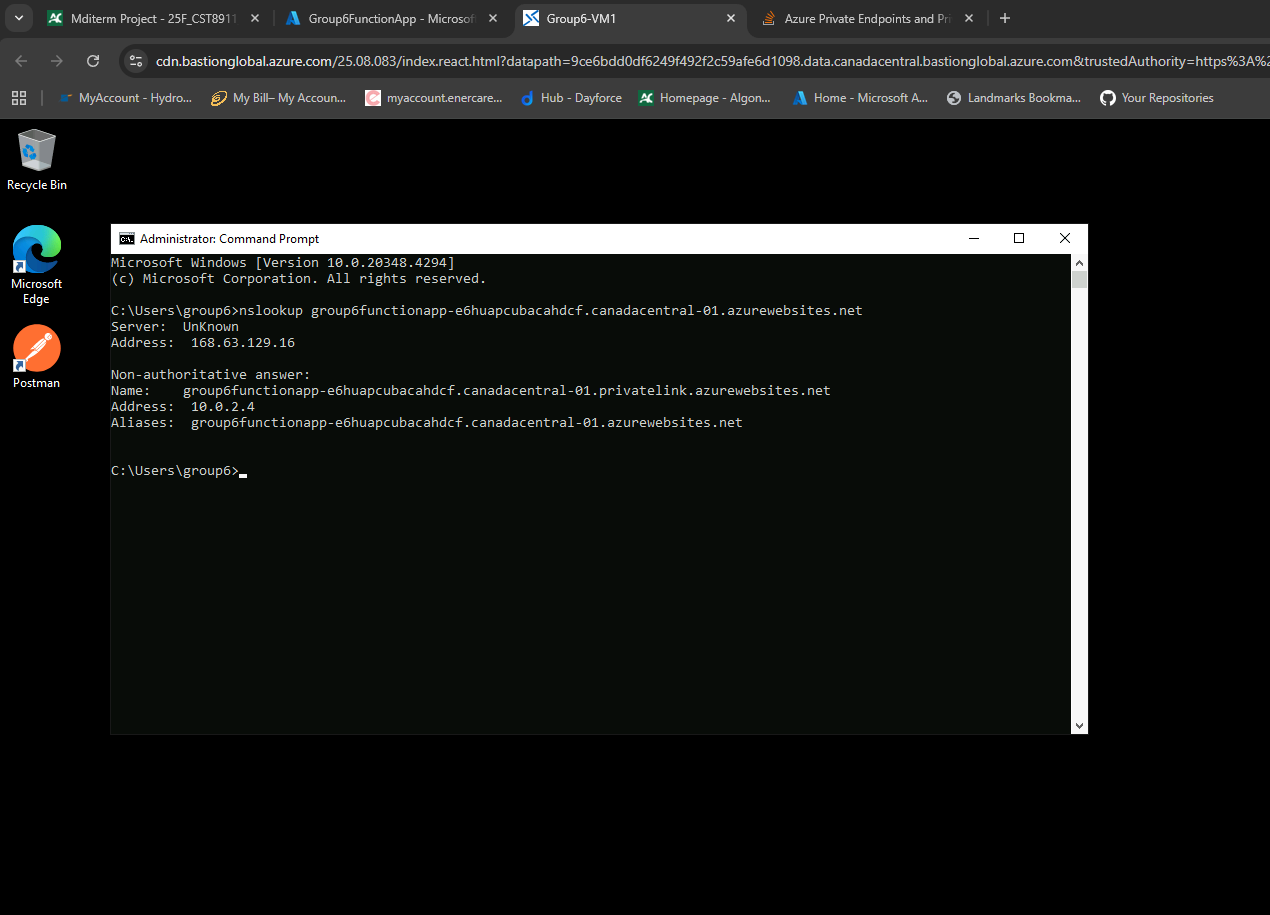 Mditerm Project - 25F_CST8911
Group6FunctionApp - Microsof
Group6-VM1
Azure Private Endpoints and Pri
cdn.bastionglobal.azure.com/25.08.083/index.react.html?datapath=9ce6bdd0df6249f492f2c59afe6d1098.data.canadacentral.bastionglobal.azure.com&trustedAuthority=https%3A%2
MyAccount - Hydro...
My Bill– My Accoun...
myaccount.enercare...
Hub - Dayforce
Homepage - Algon...
Home - Microsoft A...
Landmarks Bookma...
Your Repositories
Recycle Bin
Microsoft
Edge
Postman
Administrator: Command Prompt
Microsoft Windows [Version 10.0.20348.4294]
(c) Microsoft Corporation. All rights reserved.
C:\Users\group6>nslookup group6functionapp-e6huapcubacahdcf.canadacentral-01.azurewebsites.net
Server:  UnKnown
Address:  168.63.129.16
Non-authoritative answer:
Name:    group6functionapp-e6huapcubacahdcf.canadacentral-01.privatelink.azurewebsites.net
Address:  10.0.2.4
Aliases:  group6functionapp-e6huapcubacahdcf.canadacentral-01.azurewebsites.net
C:\Users\group6>